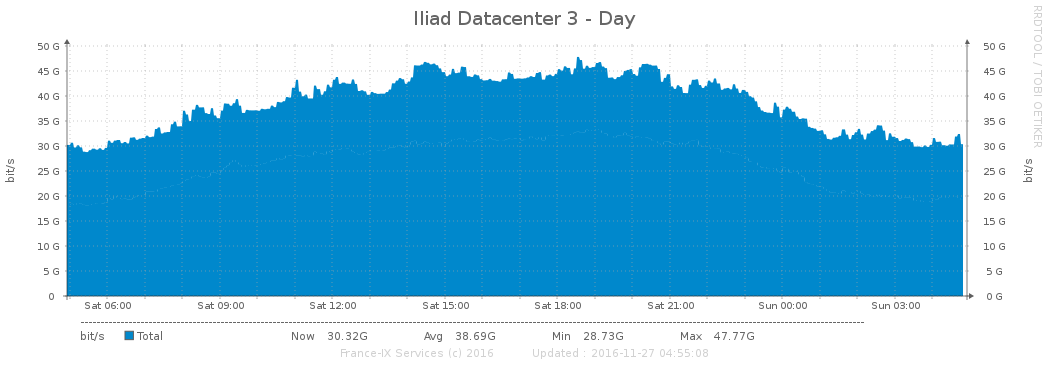 Iliad Datacenter 3 - Day
RRDTOOL / TOBI OETIKER
50 G 50 G
45 G 45 G
40 G 40 G
35 G 35 G
30 G 30 G
25 G 25 G
20 G 20 G
15 G 15 G
10 G 10 G
5 G 5 G
0 0 G
bit/s bit/s
Sat 06:00 Sat 09:00 Sat 12:00 Sat 15:00 Sat 18:00 Sat 21:00 Sun 00:00 Sun 03:00
bit/s Total Now 30.32G Avg 38.69G Min 28.73G Max 47.77G
France-IX Services (c) 2016 Updated : 2016-11-27 04:55:08